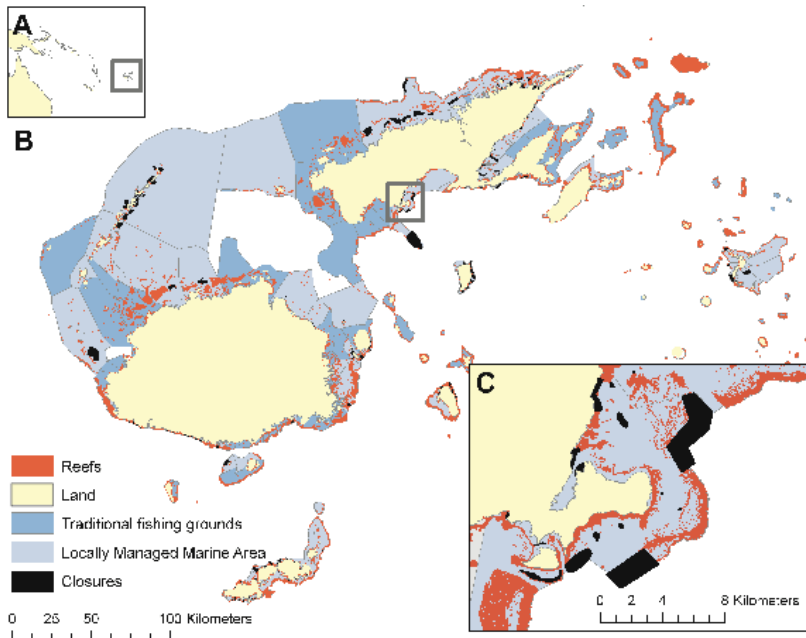 A
B
C
Reefs
Land
Traditional fishing grounds
Locally Managed Marine Area
Closures
0 25 50 100 Kilometers
0 2 4 8 Kilometers